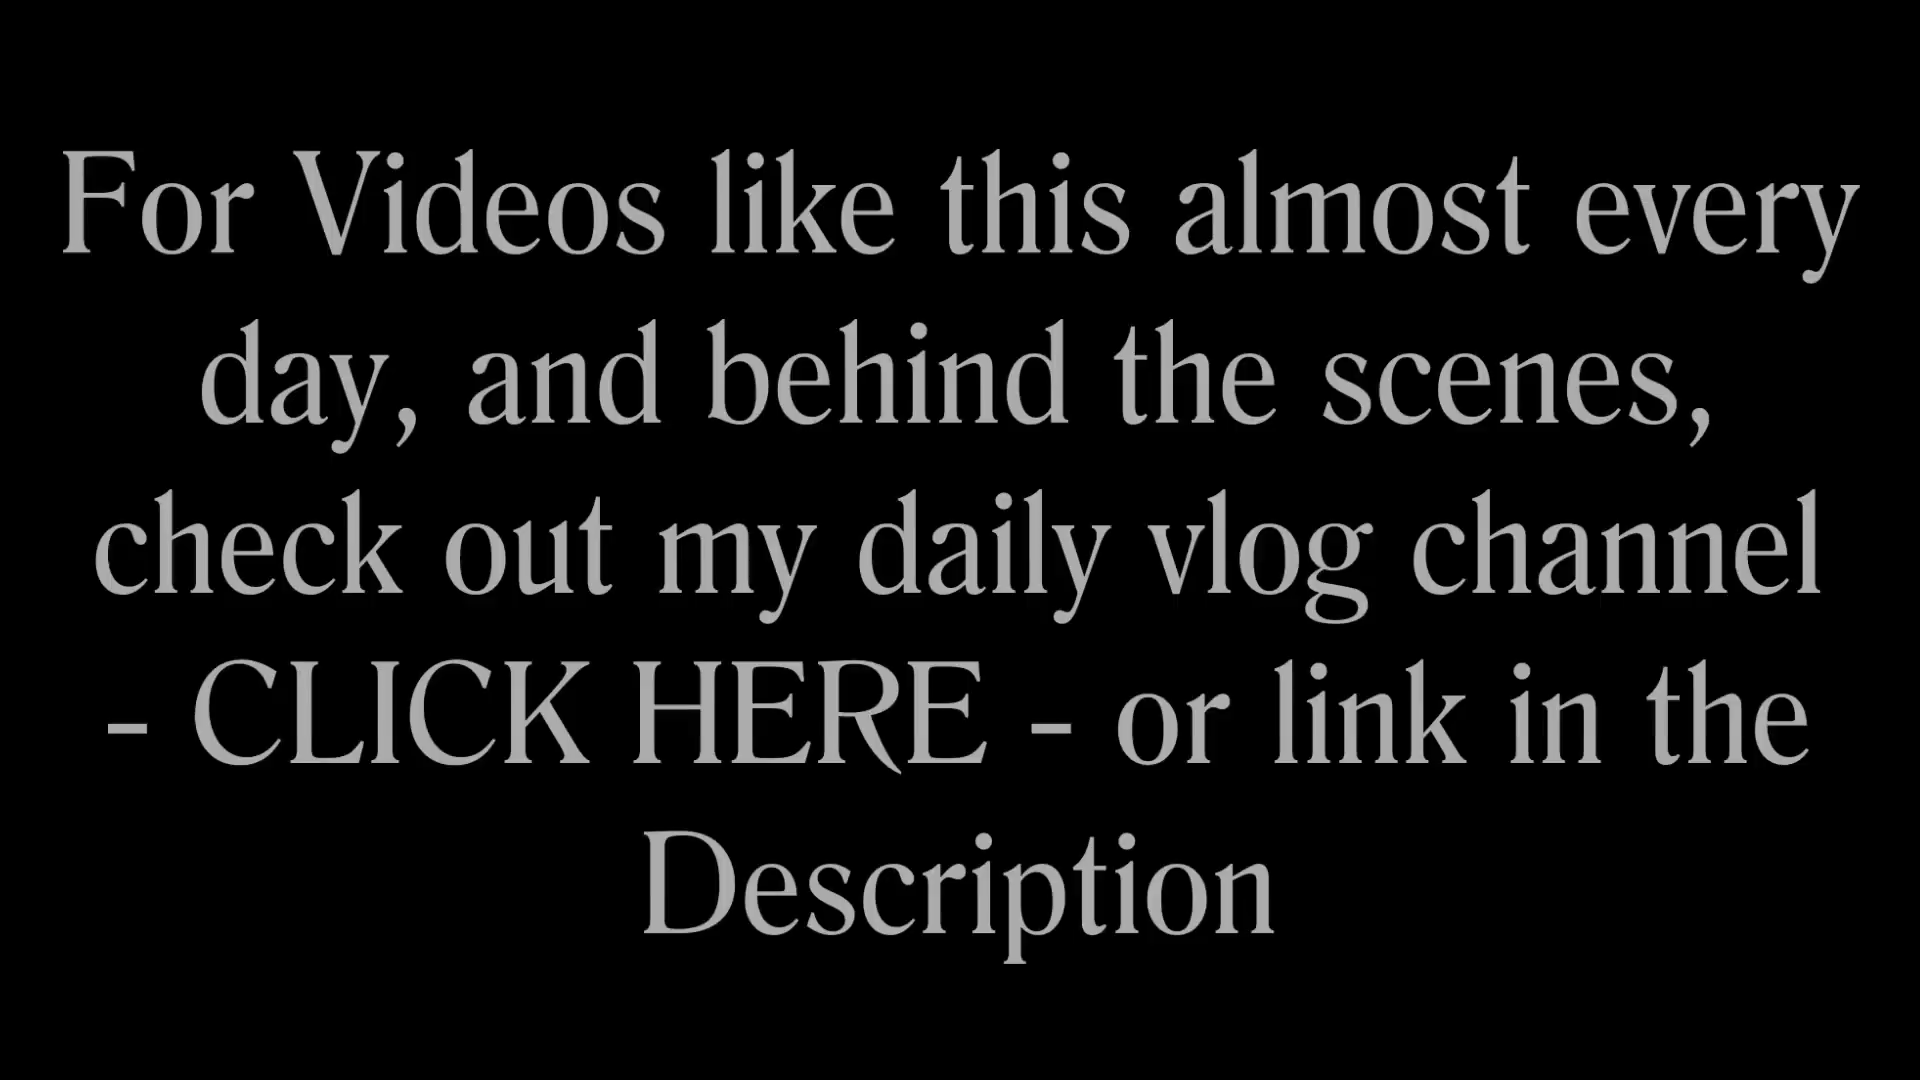 For Videos like this almost every
day, and behind the scenes,
check out my daily vlog channel
- CLICK HERE - or link in the
Description